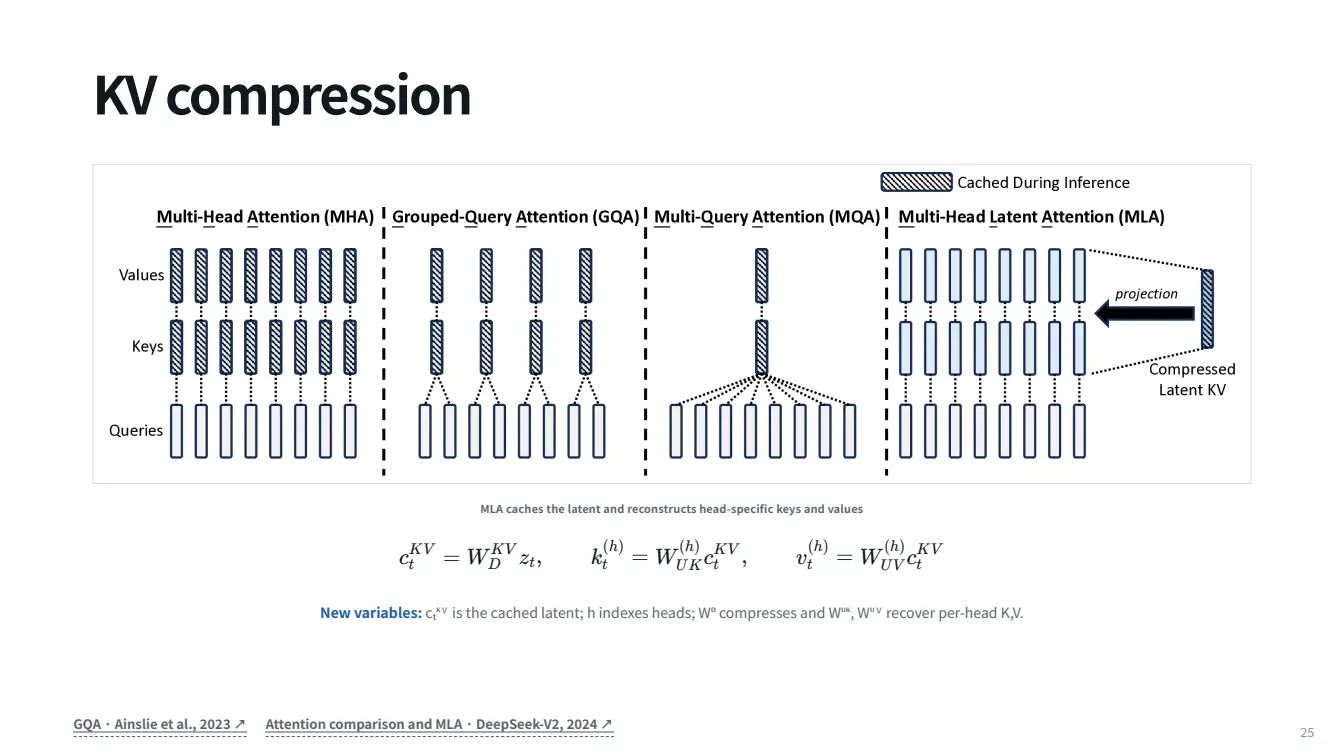 KV compression
Cached During Inference
Multi-Head Attention (MHA)
Grouped-Query Attention (GQA)
Multi-Query Attention (MQA)
Multi-Head Latent Attention (MLA)
Values
Keys
Queries
projection
Compressed
Latent KV
MLA caches the latent and reconstructs head-specific keys and values
c_t^{KV} = W_D^{KV} z_t, k_t^{(h)} = W_{UK}^{(h)} c_t^{KV}, v_t^{(h)} = W_{UV}^{(h)} c_t^{KV}
New variables: cₜᴷⱽ is the cached latent; h indexes heads; Wᴰ compresses and Wᵁᴷ, Wᵁⱽ recover per-head K,V.
GQA · Ainslie et al., 2023 ↗
Attention comparison and MLA · DeepSeek-V2, 2024 ↗
25